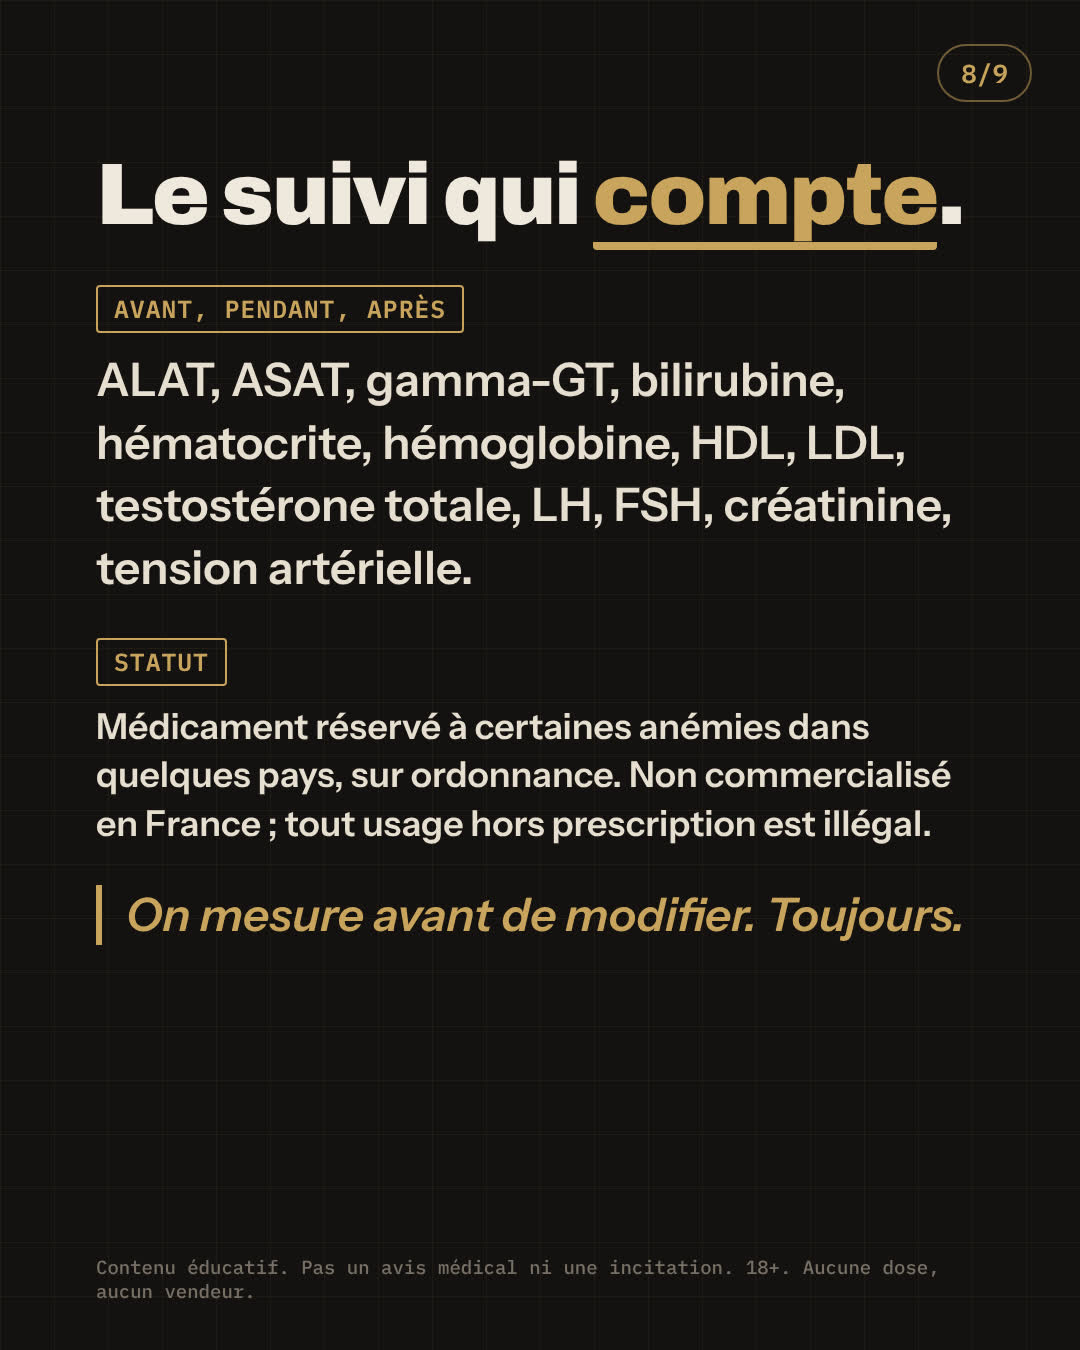 8/9
Le suivi qui compte.
AVANT, PENDANT, APRÈS
ALAT, ASAT, gamma-GT, bilirubine,
hématocrite, hémoglobine, HDL, LDL,
testostérone totale, LH, FSH, créatinine,
tension artérielle.
STATUT
Médicament réservé à certaines anémies dans
quelques pays, sur ordonnance. Non commercialisé
en France ; tout usage hors prescription est illégal.
On mesure avant de modifier. Toujours.
Contenu éducatif. Pas un avis médical ni une incitation. 18+. Aucune dose,
aucun vendeur.